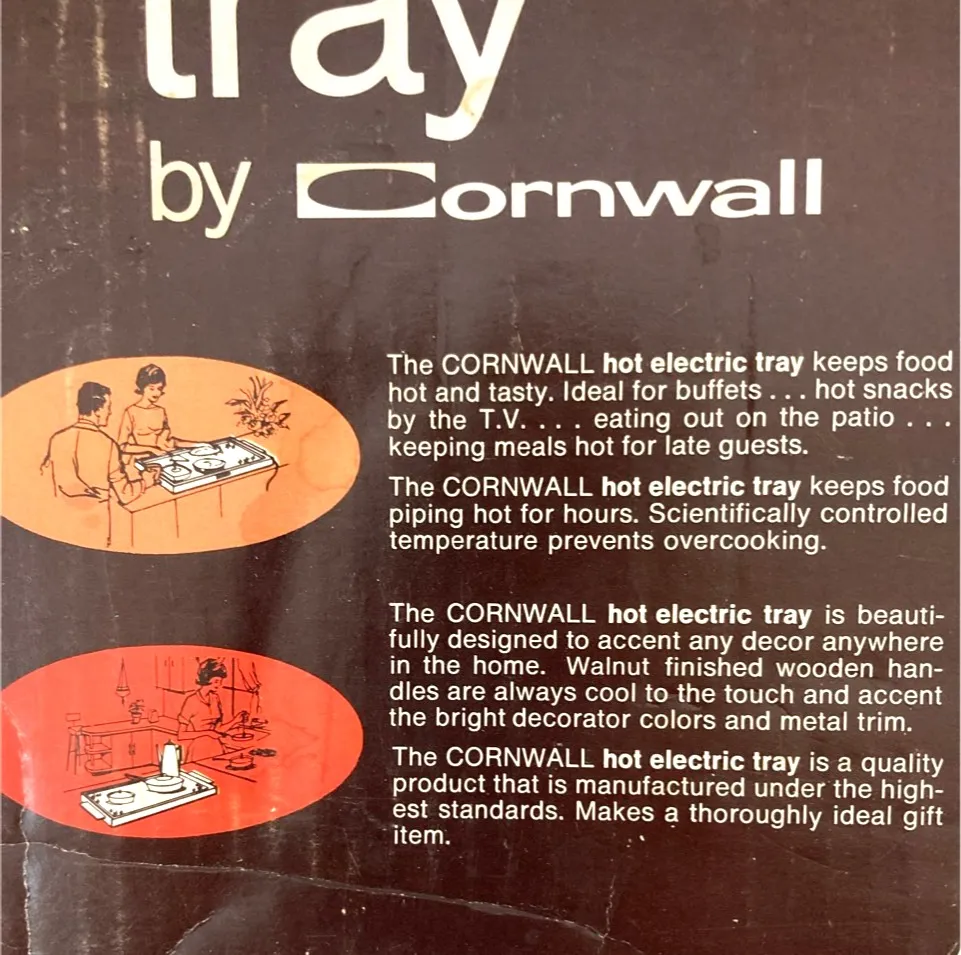 tray
by Cornwall
The CORNWALL hot electric tray keeps food
hot and tasty. Ideal for buffets . . . hot snacks
by the T.V. . . . eating out on the patio . . .
keeping meals hot for late guests.
The CORNWALL hot electric tray keeps food
piping hot for hours. Scientifically controlled
temperature prevents overcooking.
The CORNWALL hot electric tray is beauti-
fully designed to accent any decor anywhere
in the home. Walnut finished wooden han-
dles are always cool to the touch and accent
the bright decorator colors and metal trim.
The CORNWALL hot electric tray is a quality
product that is manufactured under the high-
est standards. Makes a thoroughly ideal gift
item.